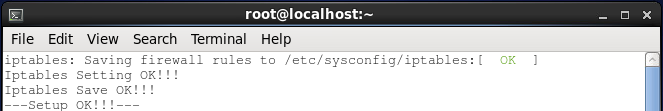 root@localhost:~
File Edit View Search Terminal Help
iptables: Saving firewall rules to /etc/sysconfig/iptables:[  OK  ]
Iptables Setting OK!!!
Iptables Save OK!!!
---Setup OK!!!---